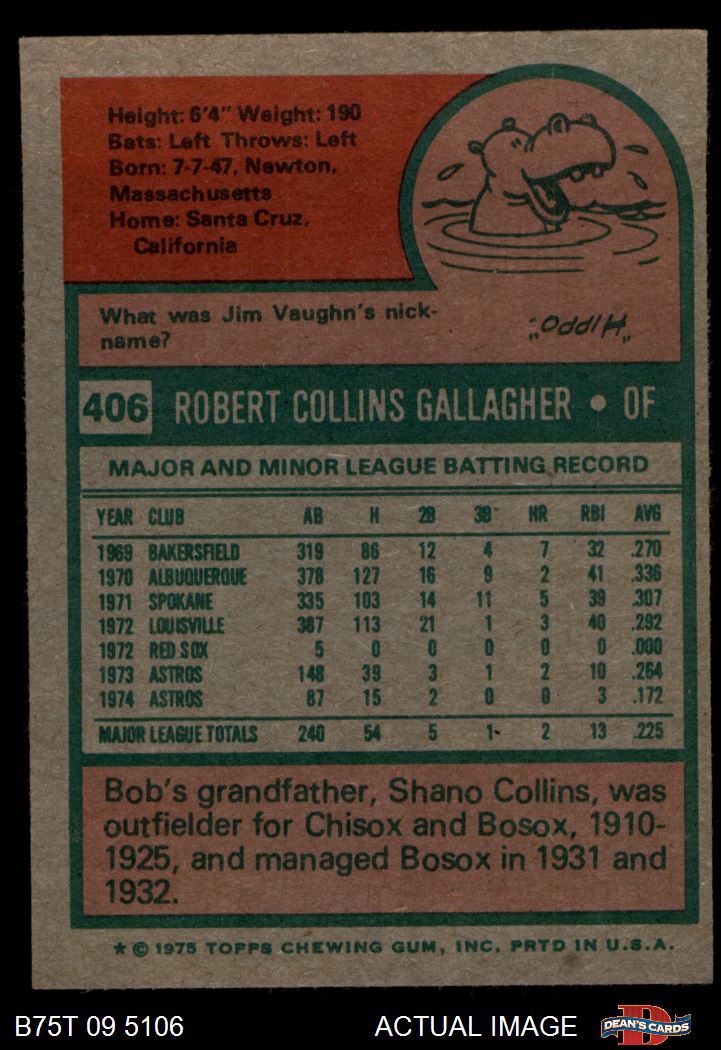 Height: 6'4" Weight: 190
Bats: Left Throws: Left
Born: 7-7-47, Newton,
Massachusetts
Home: Santa Cruz,
California
What was Jim Vaughn's nick-
name?
"Hippo."
406 ROBERT COLLINS GALLAGHER • OF
MAJOR AND MINOR LEAGUE BATTING RECORD
YEAR CLUB AB H 2B 3B HR RBI AVG
1969 BAKERSFIELD 319 86 12 4 7 32 .270
1970 ALBUQUERQUE 378 127 16 9 2 41 .336
1971 SPOKANE 335 103 14 11 5 39 .307
1972 LOUISVILLE 387 113 21 1 3 40 .292
1972 RED SOX 5 0 0 0 0 0 .000
1973 ASTROS 148 39 3 1 2 10 .264
1974 ASTROS 87 15 2 0 0 3 .172
MAJOR LEAGUE TOTALS 240 54 5 1 2 13 .225
Bob's grandfather, Shano Collins, was
outfielder for Chisox and Bosox, 1910-
1925, and managed Bosox in 1931 and
1932.
* © 1975 TOPPS CHEWING GUM, INC. PRTD IN U.S.A.
B75T 09 5106 ACTUAL IMAGE DEAN'S CARDS